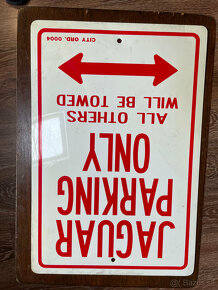 JAGUAR
PARKING
ONLY
ALL OTHERS
WILL BE TOWED
CITY ORD. 0004